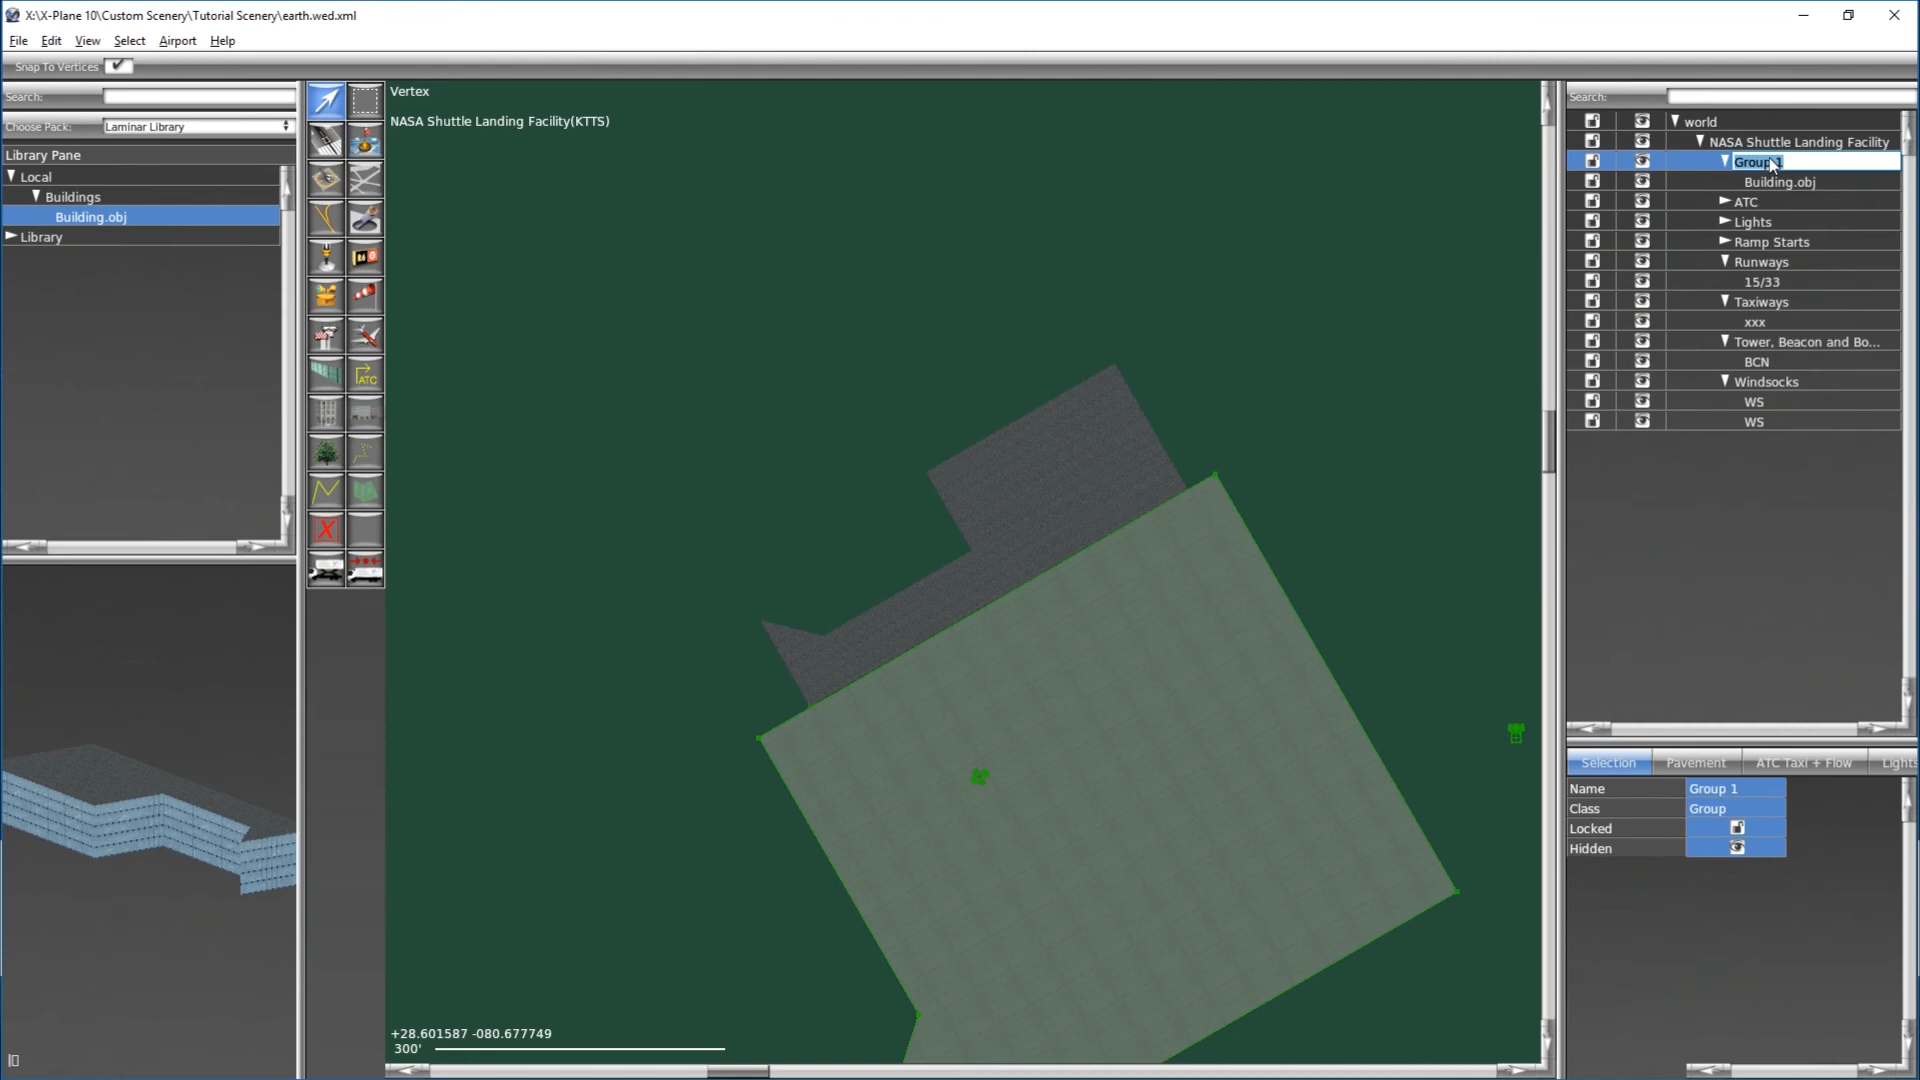 X:\X-Plane 10\Custom Scenery\Tutorial Scenery\earth.wed.xml
File Edit View Select Airport Help
Snap To Vertices
Search:
Choose Pack: Laminar Library
Library Pane
Local
Buildings
Building.obj
Library
Vertex
NASA Shuttle Landing Facility(KTTS)
ATC
+28.601587 -080.677749
300'
Search:
world
NASA Shuttle Landing Facility
Group 1
Building.obj
ATC
Lights
Ramp Starts
Runways
15/33
Taxiways
xxx
Tower, Beacon and Bo...
BCN
Windsocks
WS
WS
Selection Pavement ATC Taxi + Flow Lights
Name Group 1
Class Group
Locked
Hidden